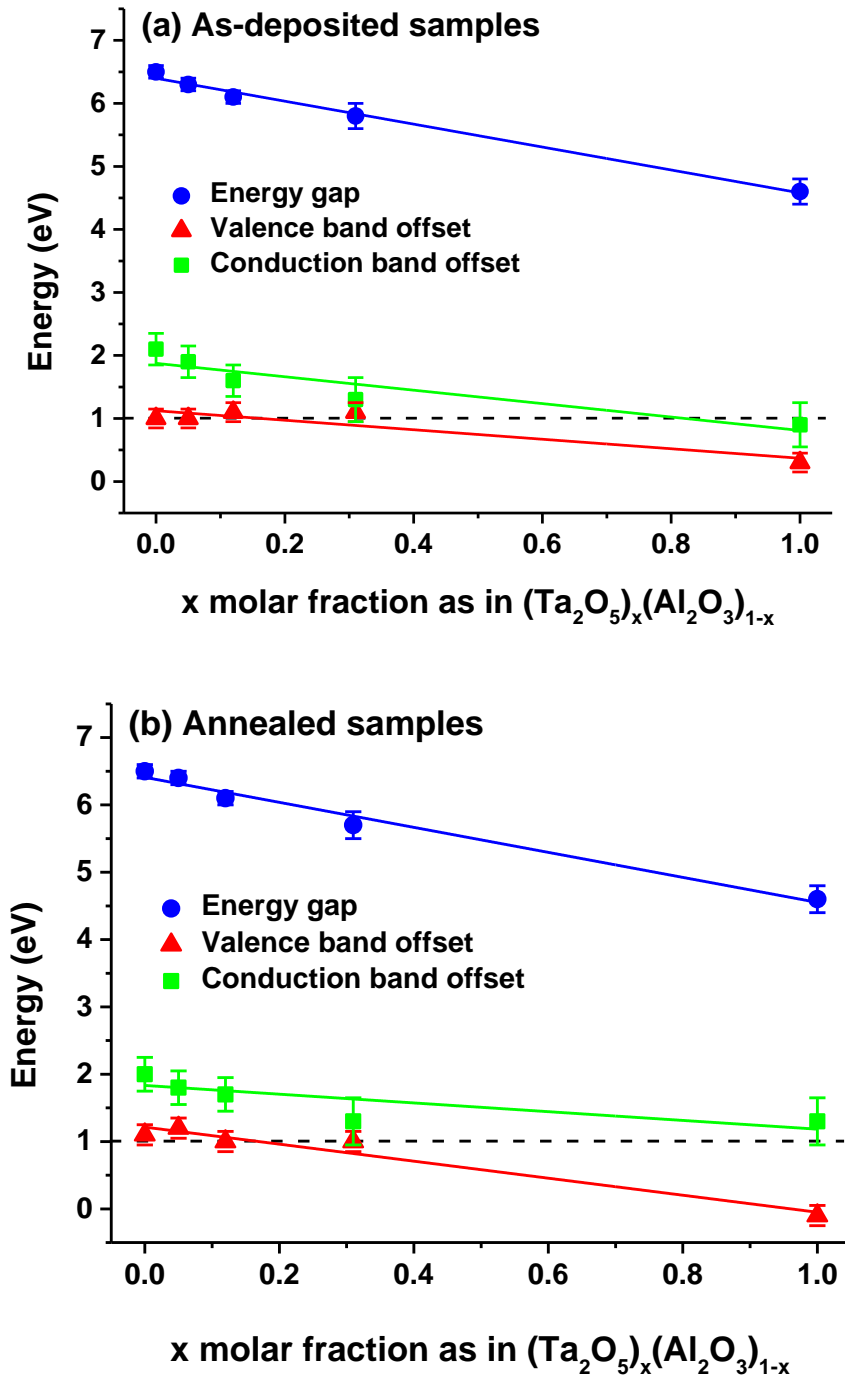 (a) As-deposited samples
7
6
5
4
3
2
1
0
Energy (eV)
Energy gap
Valence band offset
Conduction band offset
0.0 0.2 0.4 0.6 0.8 1.0
x molar fraction as in (Ta₂O₅)ₓ(Al₂O₃)₁₋ₓ
(b) Annealed samples
7
6
5
4
3
2
1
0
Energy (eV)
Energy gap
Valence band offset
Conduction band offset
0.0 0.2 0.4 0.6 0.8 1.0
x molar fraction as in (Ta₂O₅)ₓ(Al₂O₃)₁₋ₓ